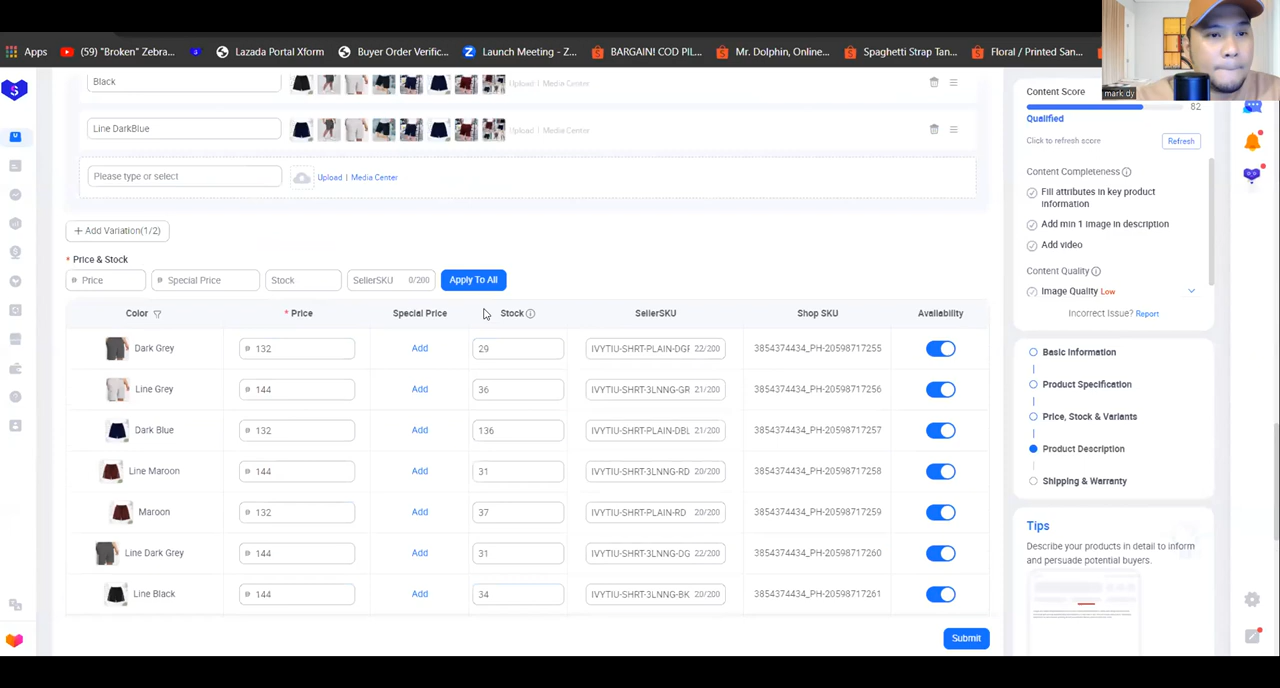 Apps
(59) "Broken" Zebra...
Lazada Portal Xform
Buyer Order Verific...
Launch Meeting - Z...
BARGAIN! COD PIL...
Mr. Dolphin, Online...
Spaghetti Strap Tan...
Floral / Printed San...
mark dy
Black
Upload | Media Center
Line DarkBlue
Upload | Media Center
Please type or select
Upload | Media Center
+ Add Variation(1/2)
* Price & Stock
₱ Price
₱ Special Price
Stock
SellerSKU 0/200
Apply To All
Color * Price Special Price Stock SellerSKU Shop SKU Availability
Dark Grey ₱ 132 Add 29 IVYTIU-SHRT-PLAIN-DGF 22/200 3854374434_PH-20598717255
Line Grey ₱ 144 Add 36 IVYTIU-SHRT-3LNNG-GR 21/200 3854374434_PH-20598717256
Dark Blue ₱ 132 Add 136 IVYTIU-SHRT-PLAIN-DBL 21/200 3854374434_PH-20598717257
Line Maroon ₱ 144 Add 31 IVYTIU-SHRT-3LNNG-RD 21/200 3854374434_PH-20598717258
Maroon ₱ 132 Add 37 IVYTIU-SHRT-PLAIN-RD 20/200 3854374434_PH-20598717259
Line Dark Grey ₱ 144 Add 31 IVYTIU-SHRT-3LNNG-DG 22/200 3854374434_PH-20598717260
Line Black ₱ 144 Add 34 IVYTIU-SHRT-3LNNG-BK 21/200 3854374434_PH-20598717261
Submit
Content Score
82
Qualified
Click to refresh score
Refresh
Content Completeness
Fill attributes in key product
information
Add min 1 image in description
Add video
Content Quality
Image Quality Low
Incorrect Issue? Report
Basic Information
Product Specification
Price, Stock & Variants
Product Description
Shipping & Warranty
Tips
Describe your products in detail to inform
and persuade potential buyers.